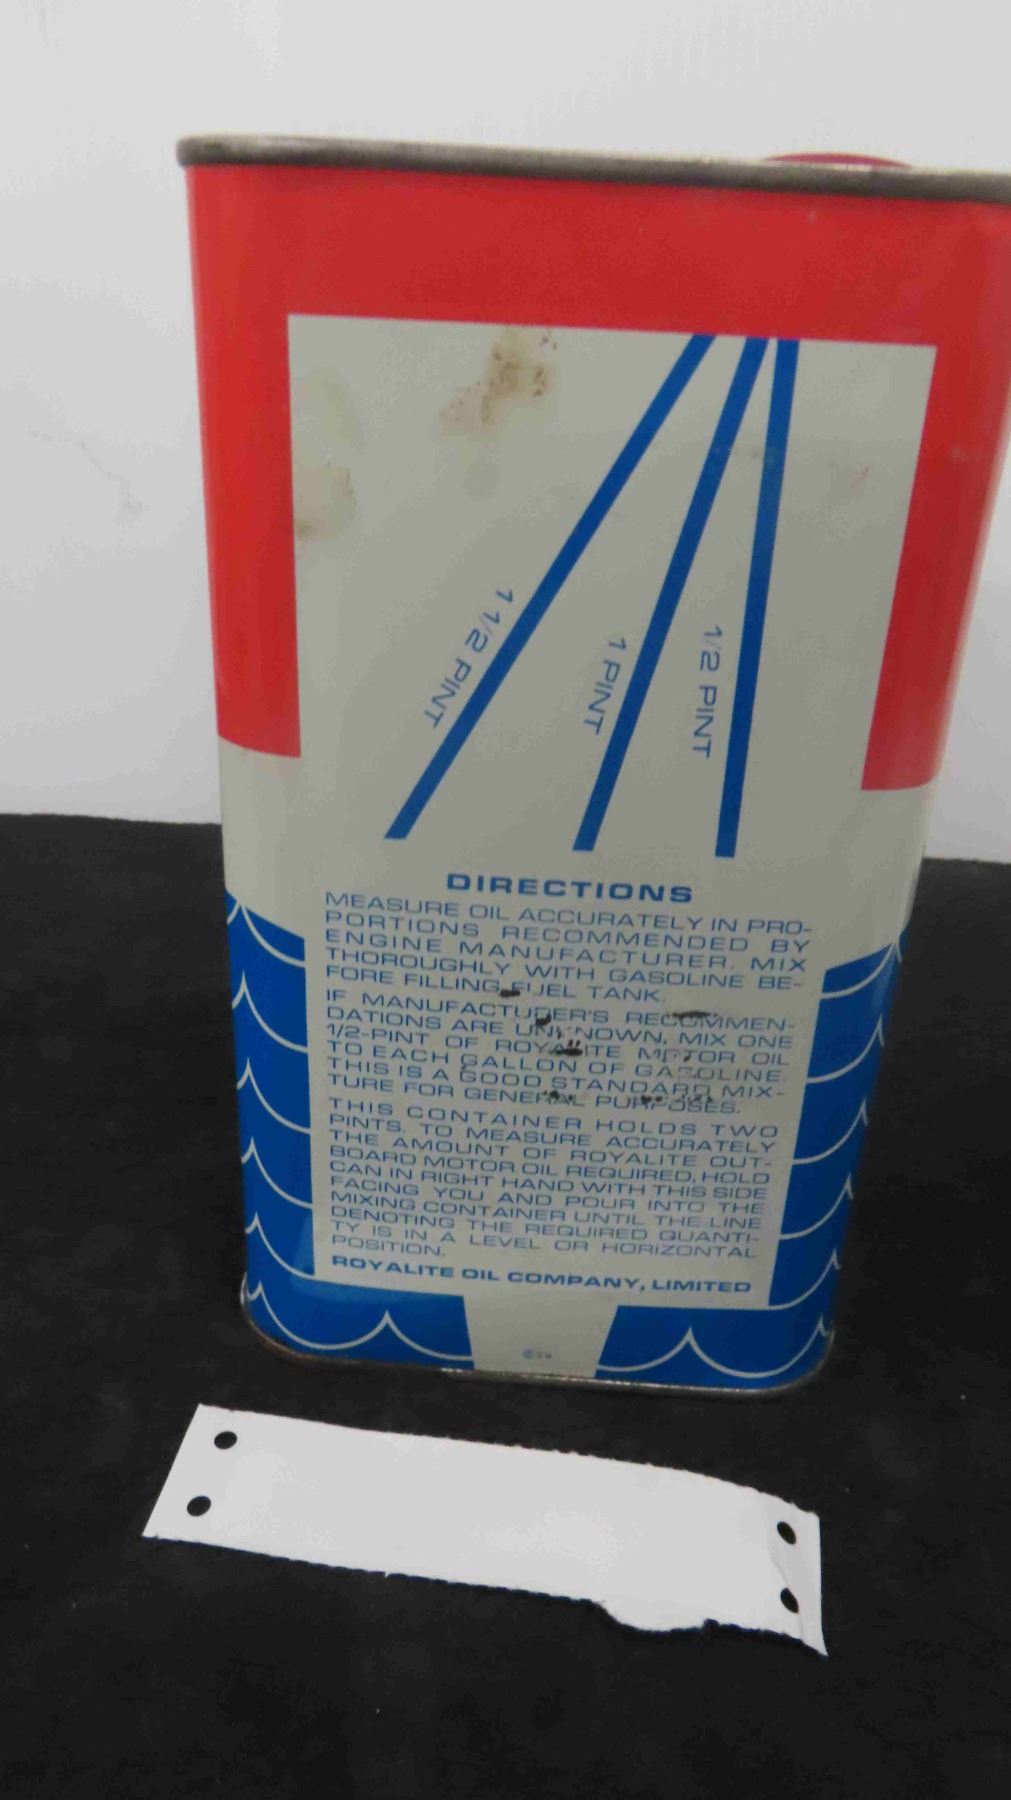 1 1/2 PINT
1 PINT
1/2 PINT
DIRECTIONS
MEASURE OIL ACCURATELY IN PRO-
PORTIONS RECOMMENDED BY
ENGINE MANUFACTURER. MIX
THOROUGHLY WITH GASOLINE BE-
FORE FILLING FUEL TANK.
IF MANUFACTURER'S RECOMMEN-
DATIONS ARE UNKNOWN, MIX ONE
1/2-PINT OF ROYALITE MOTOR OIL
TO EACH GALLON OF GASOLINE.
THIS IS A GOOD STANDARD MIX-
TURE FOR GENERAL PURPOSES.
THIS CONTAINER HOLDS TWO
PINTS. TO MEASURE ACCURATELY
THE AMOUNT OF ROYALITE OUT-
BOARD MOTOR OIL REQUIRED, HOLD
CAN IN RIGHT HAND WITH THIS SIDE
FACING YOU AND POUR INTO THE
MIXING CONTAINER UNTIL THE LINE
DENOTING THE REQUIRED QUANTI-
TY IS IN A LEVEL OR HORIZONTAL
POSITION.
ROYALITE OIL COMPANY, LIMITED